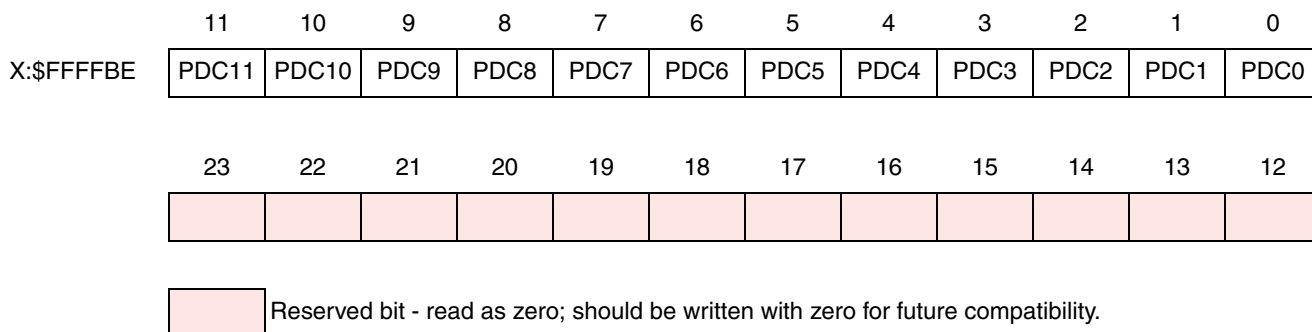 11 10 9 8 7 6 5 4 3 2 1 0
X:$FFFFBE PDC11 PDC10 PDC9 PDC8 PDC7 PDC6 PDC5 PDC4 PDC3 PDC2 PDC1 PDC0
23 22 21 20 19 18 17 16 15 14 13 12
Reserved bit - read as zero; should be written with zero for future compatibility.